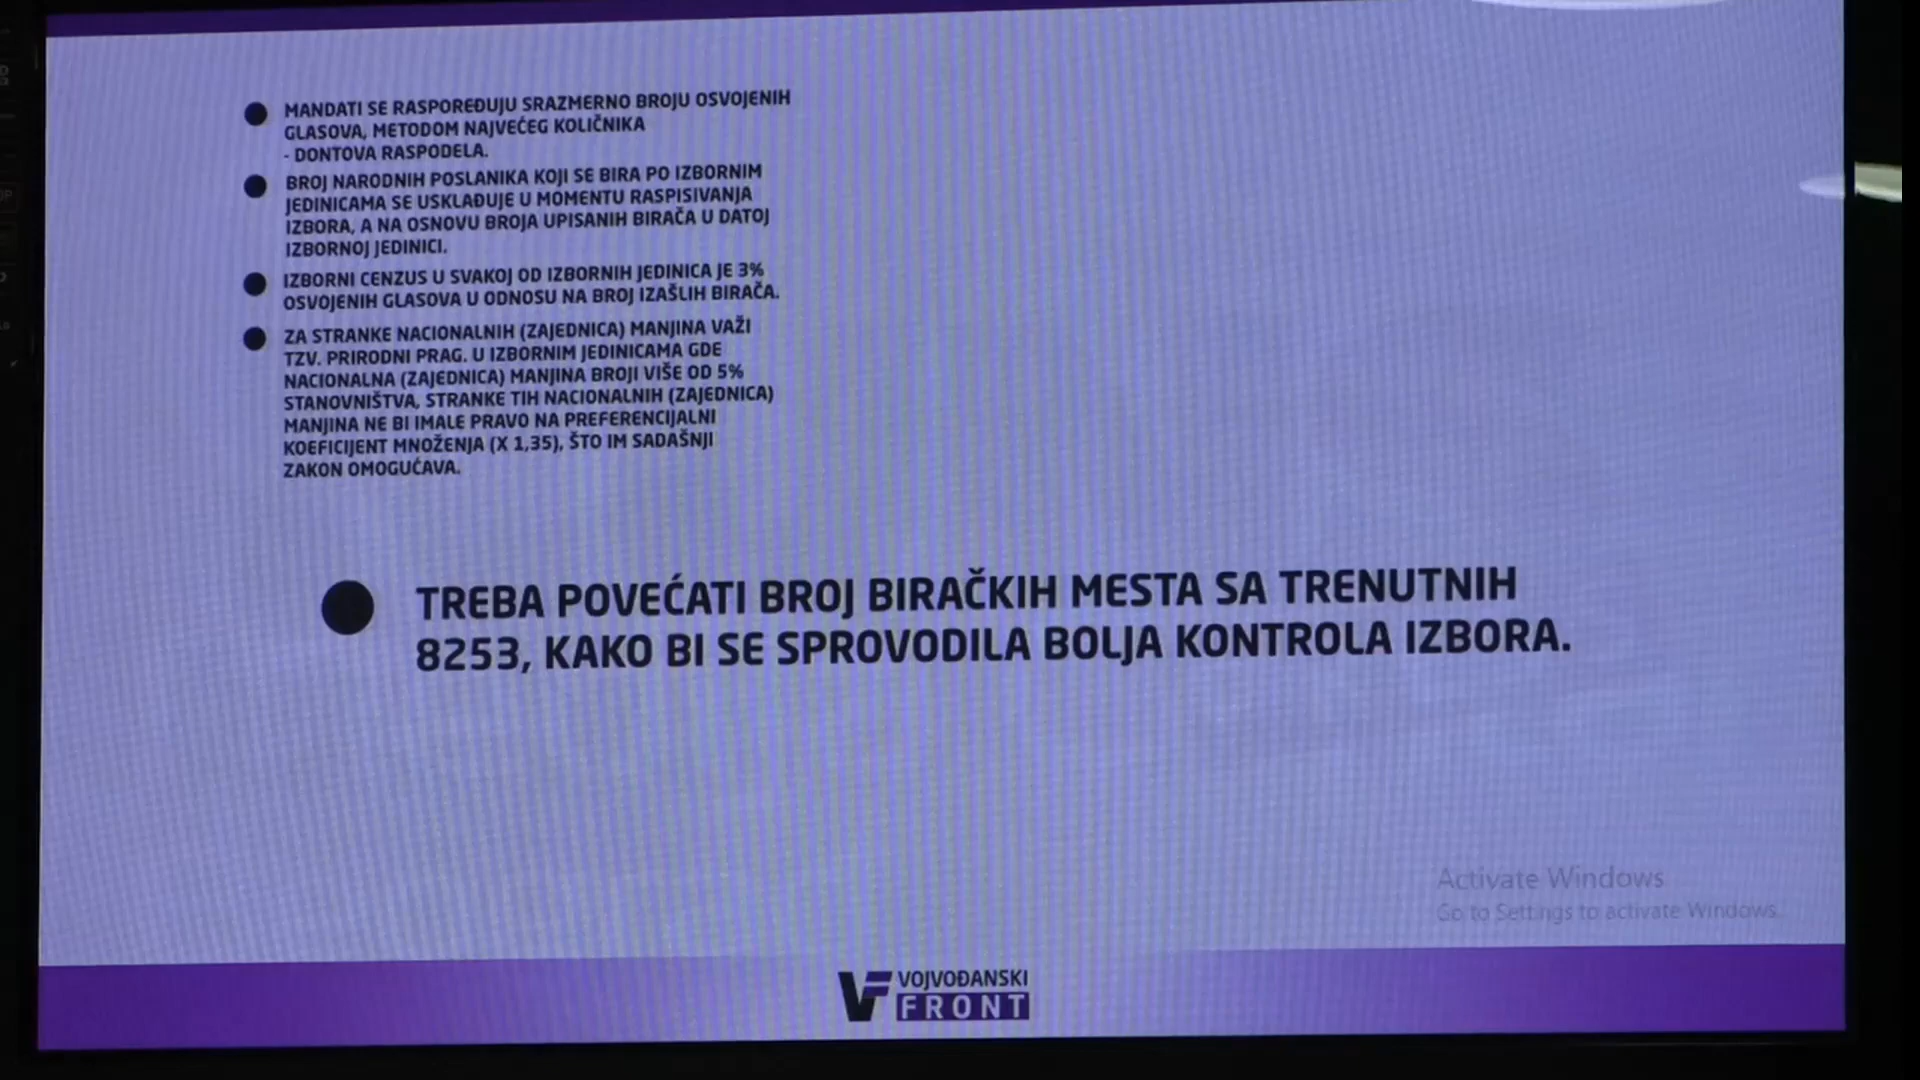 MANDATI SE RASPOREĐUJU SRAZMERNO BROJU OSVOJENIH
GLASOVA, METODOM NAJVEĆEG KOLIČNIKA
- DONTOVA RASPODELA.
BROJ NARODNIH POSLANIKA KOJI SE BIRA PO IZBORNIM
JEDINICAMA SE USKLAĐUJE U MOMENTU RASPISIVANJA
IZBORA, A NA OSNOVU BROJA UPISANIH BIRAČA U DATOJ
IZBORNOJ JEDINICI.
IZBORNI CENZUS U SVAKOJ OD IZBORNIH JEDINICA JE 3%
OSVOJENIH GLASOVA U ODNOSU NA BROJ IZAŠLIH BIRAČA.
ZA STRANKE NACIONALNIH (ZAJEDNICA) MANJINA VAŽI
TZV. PRIRODNI PRAG. U IZBORNIM JEDINICAMA GDE
NACIONALNA (ZAJEDNICA) MANJINA BROJI VIŠE OD 5%
STANOVNIŠTVA, STRANKE TIH NACIONALNIH (ZAJEDNICA)
MANJINA NE BI IMALE PRAVO NA PREFERENCIJALNI
KOEFICIJENT MNOŽENJA (X 1,35), ŠTO IM SADAŠNJI
ZAKON OMOGUĆAVA.
TREBA POVEĆATI BROJ BIRAČKIH MESTA SA TRENUTNIH
8253, KAKO BI SE SPROVODILA BOLJA KONTROLA IZBORA.
Activate Windows
Go to Settings to activate Windows.
VF VOJVOĐANSKI
FRONT